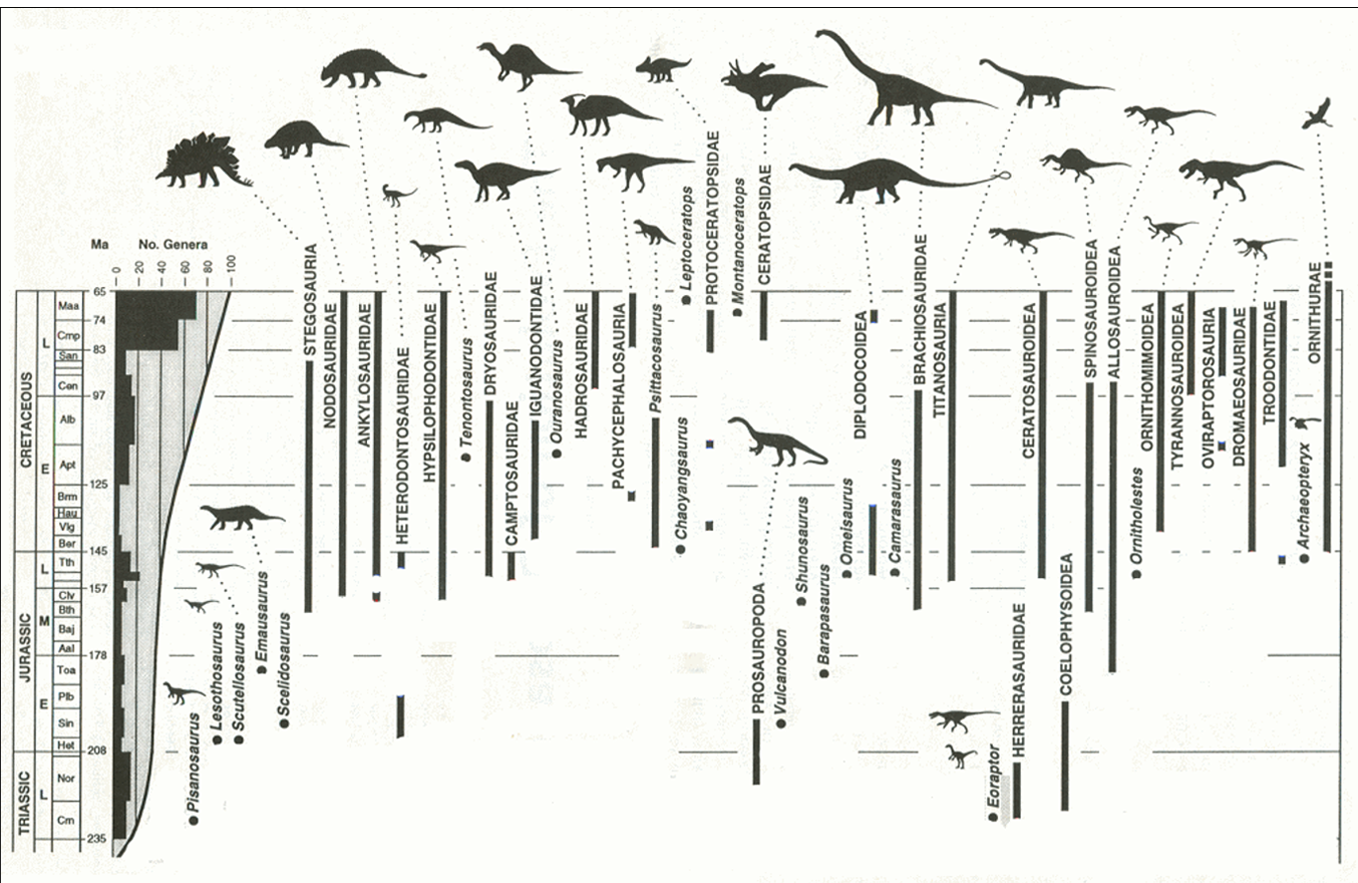 Ma No. Genera
0 20 40 60 80 100
65
74
83
97
125
145
157
178
208
235
CRETACEOUS
JURASSIC
TRIASSIC
L
E
L
M
E
L
Maa
Cmp
San
Cen
Alb
Apt
Brm
Hau
Vlg
Ber
Tth
Clv
Bth
Baj
Aal
Toa
Plb
Sin
Het
Nor
Crn
Pisanosaurus
Lesothosaurus
Scutellosaurus
Emausaurus
Scelidosaurus
STEGOSAURIA
NODOSAURIDAE
ANKYLOSAURIDAE
HETERODONTOSAURIDAE
HYPSILOPHODONTIDAE
Tenontosaurus
DRYOSAURIDAE
CAMPTOSAURIDAE
IGUANODONTIDAE
Ouranosaurus
HADROSAURIDAE
PACHYCEPHALOSAURIA
Psittacosaurus
Chaoyangsaurus
Leptoceratops
PROTOCERATOPSIDAE
Montanoceratops
CERATOPSIDAE
PROSAUROPODA
Vulcanodon
Shunosaurus
Barapasaurus
Omeisaurus
DIPLODOCOIDEA
Camarasaurus
BRACHIOSAURIDAE
TITANOSAURIA
Eoraptor
HERRERASAURIDAE
CERATOSAUROIDEA
COELOPHYSOIDEA
SPINOSAUROIDEA
ALLOSAUROIDEA
Ornitholestes
ORNITHOMIMOIDEA
TYRANNOSAUROIDEA
OVIRAPTOROSAURIA
DROMAEOSAURIDAE
TROODONTIDAE
Archaeopteryx
ORNITHURAE